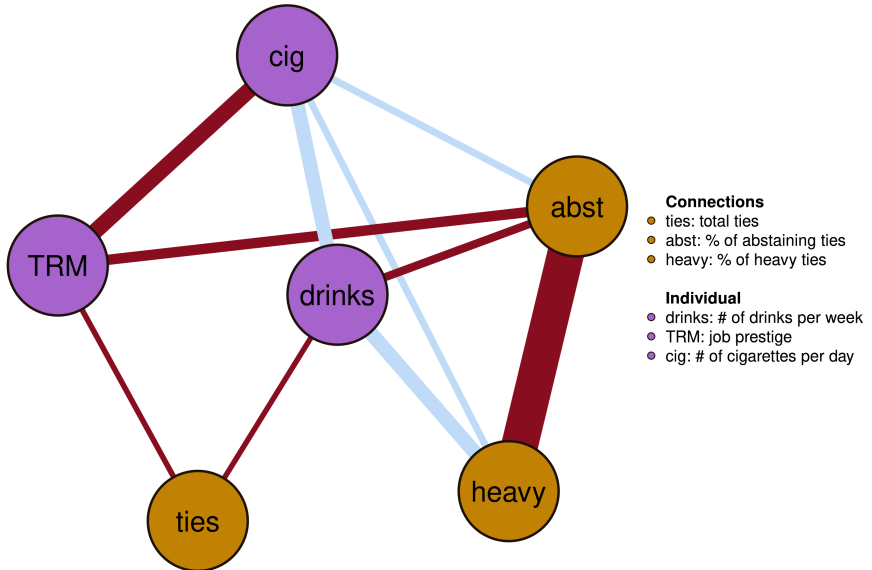 cig
abst
TRM
drinks
heavy
ties
Connections
ties: total ties
abst: % of abstaining ties
heavy: % of heavy ties
Individual
drinks: # of drinks per week
TRM: job prestige
cig: # of cigarettes per day